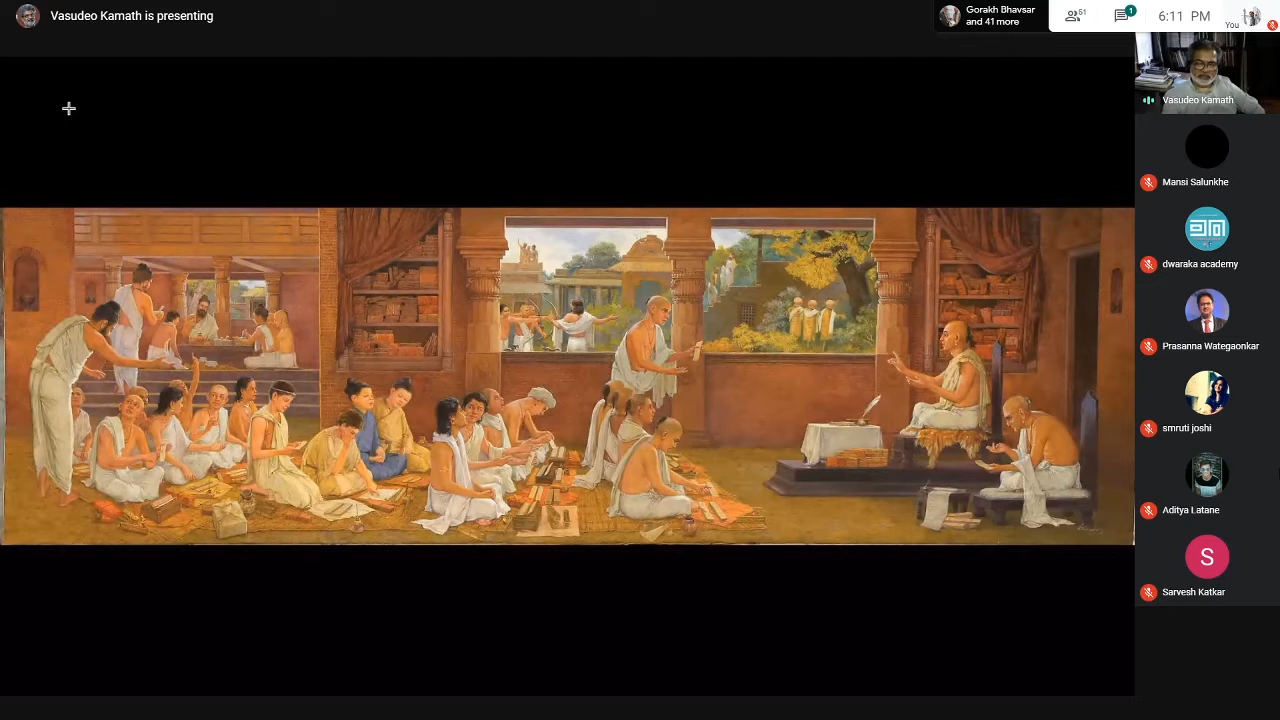 Vasudeo Kamath is presenting
Gorakh Bhavsar
and 41 more
51
1
6:11 PM
You
Vasudeo Kamath
Mansi Salunkhe
dwaraka academy
Prasanna Wategaonkar
smruti joshi
Aditya Latane
S
Sarvesh Katkar